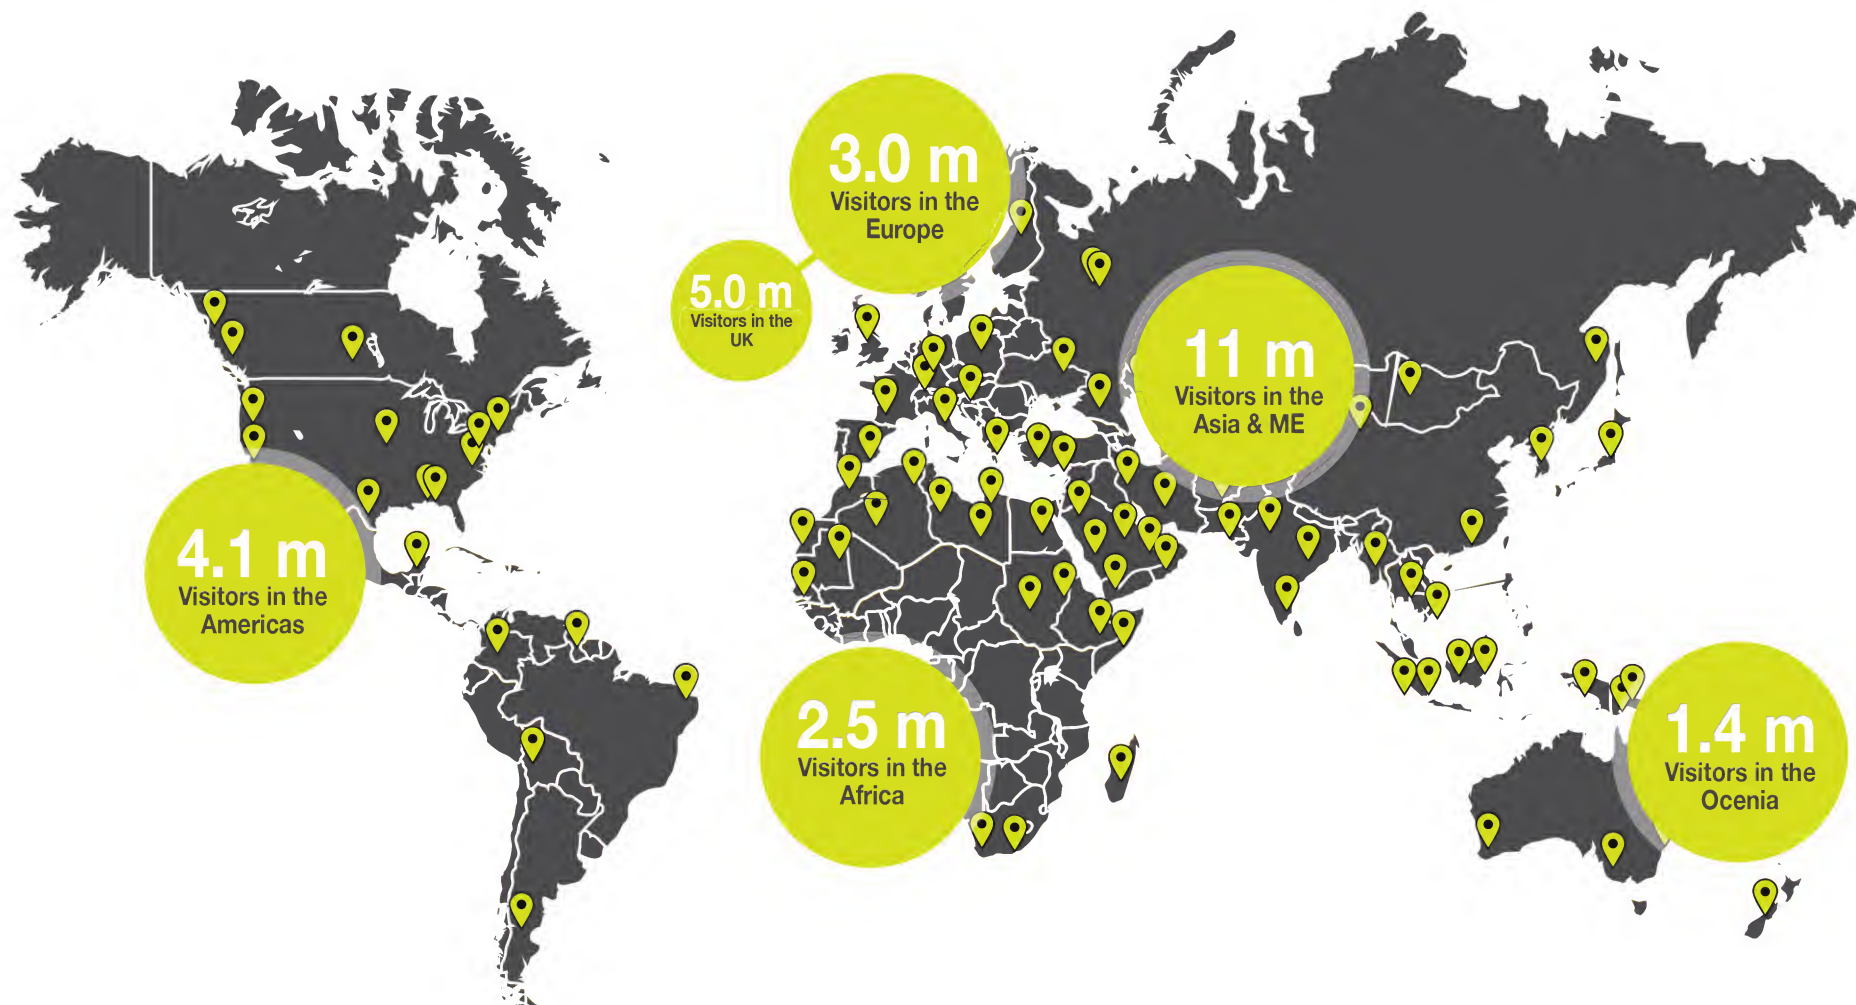 3.0 m
Visitors in the
Europe
5.0 m
Visitors in the
UK
11 m
Visitors in the
Asia & ME
4.1 m
Visitors in the
Americas
2.5 m
Visitors in the
Africa
1.4 m
Visitors in the
Ocenia